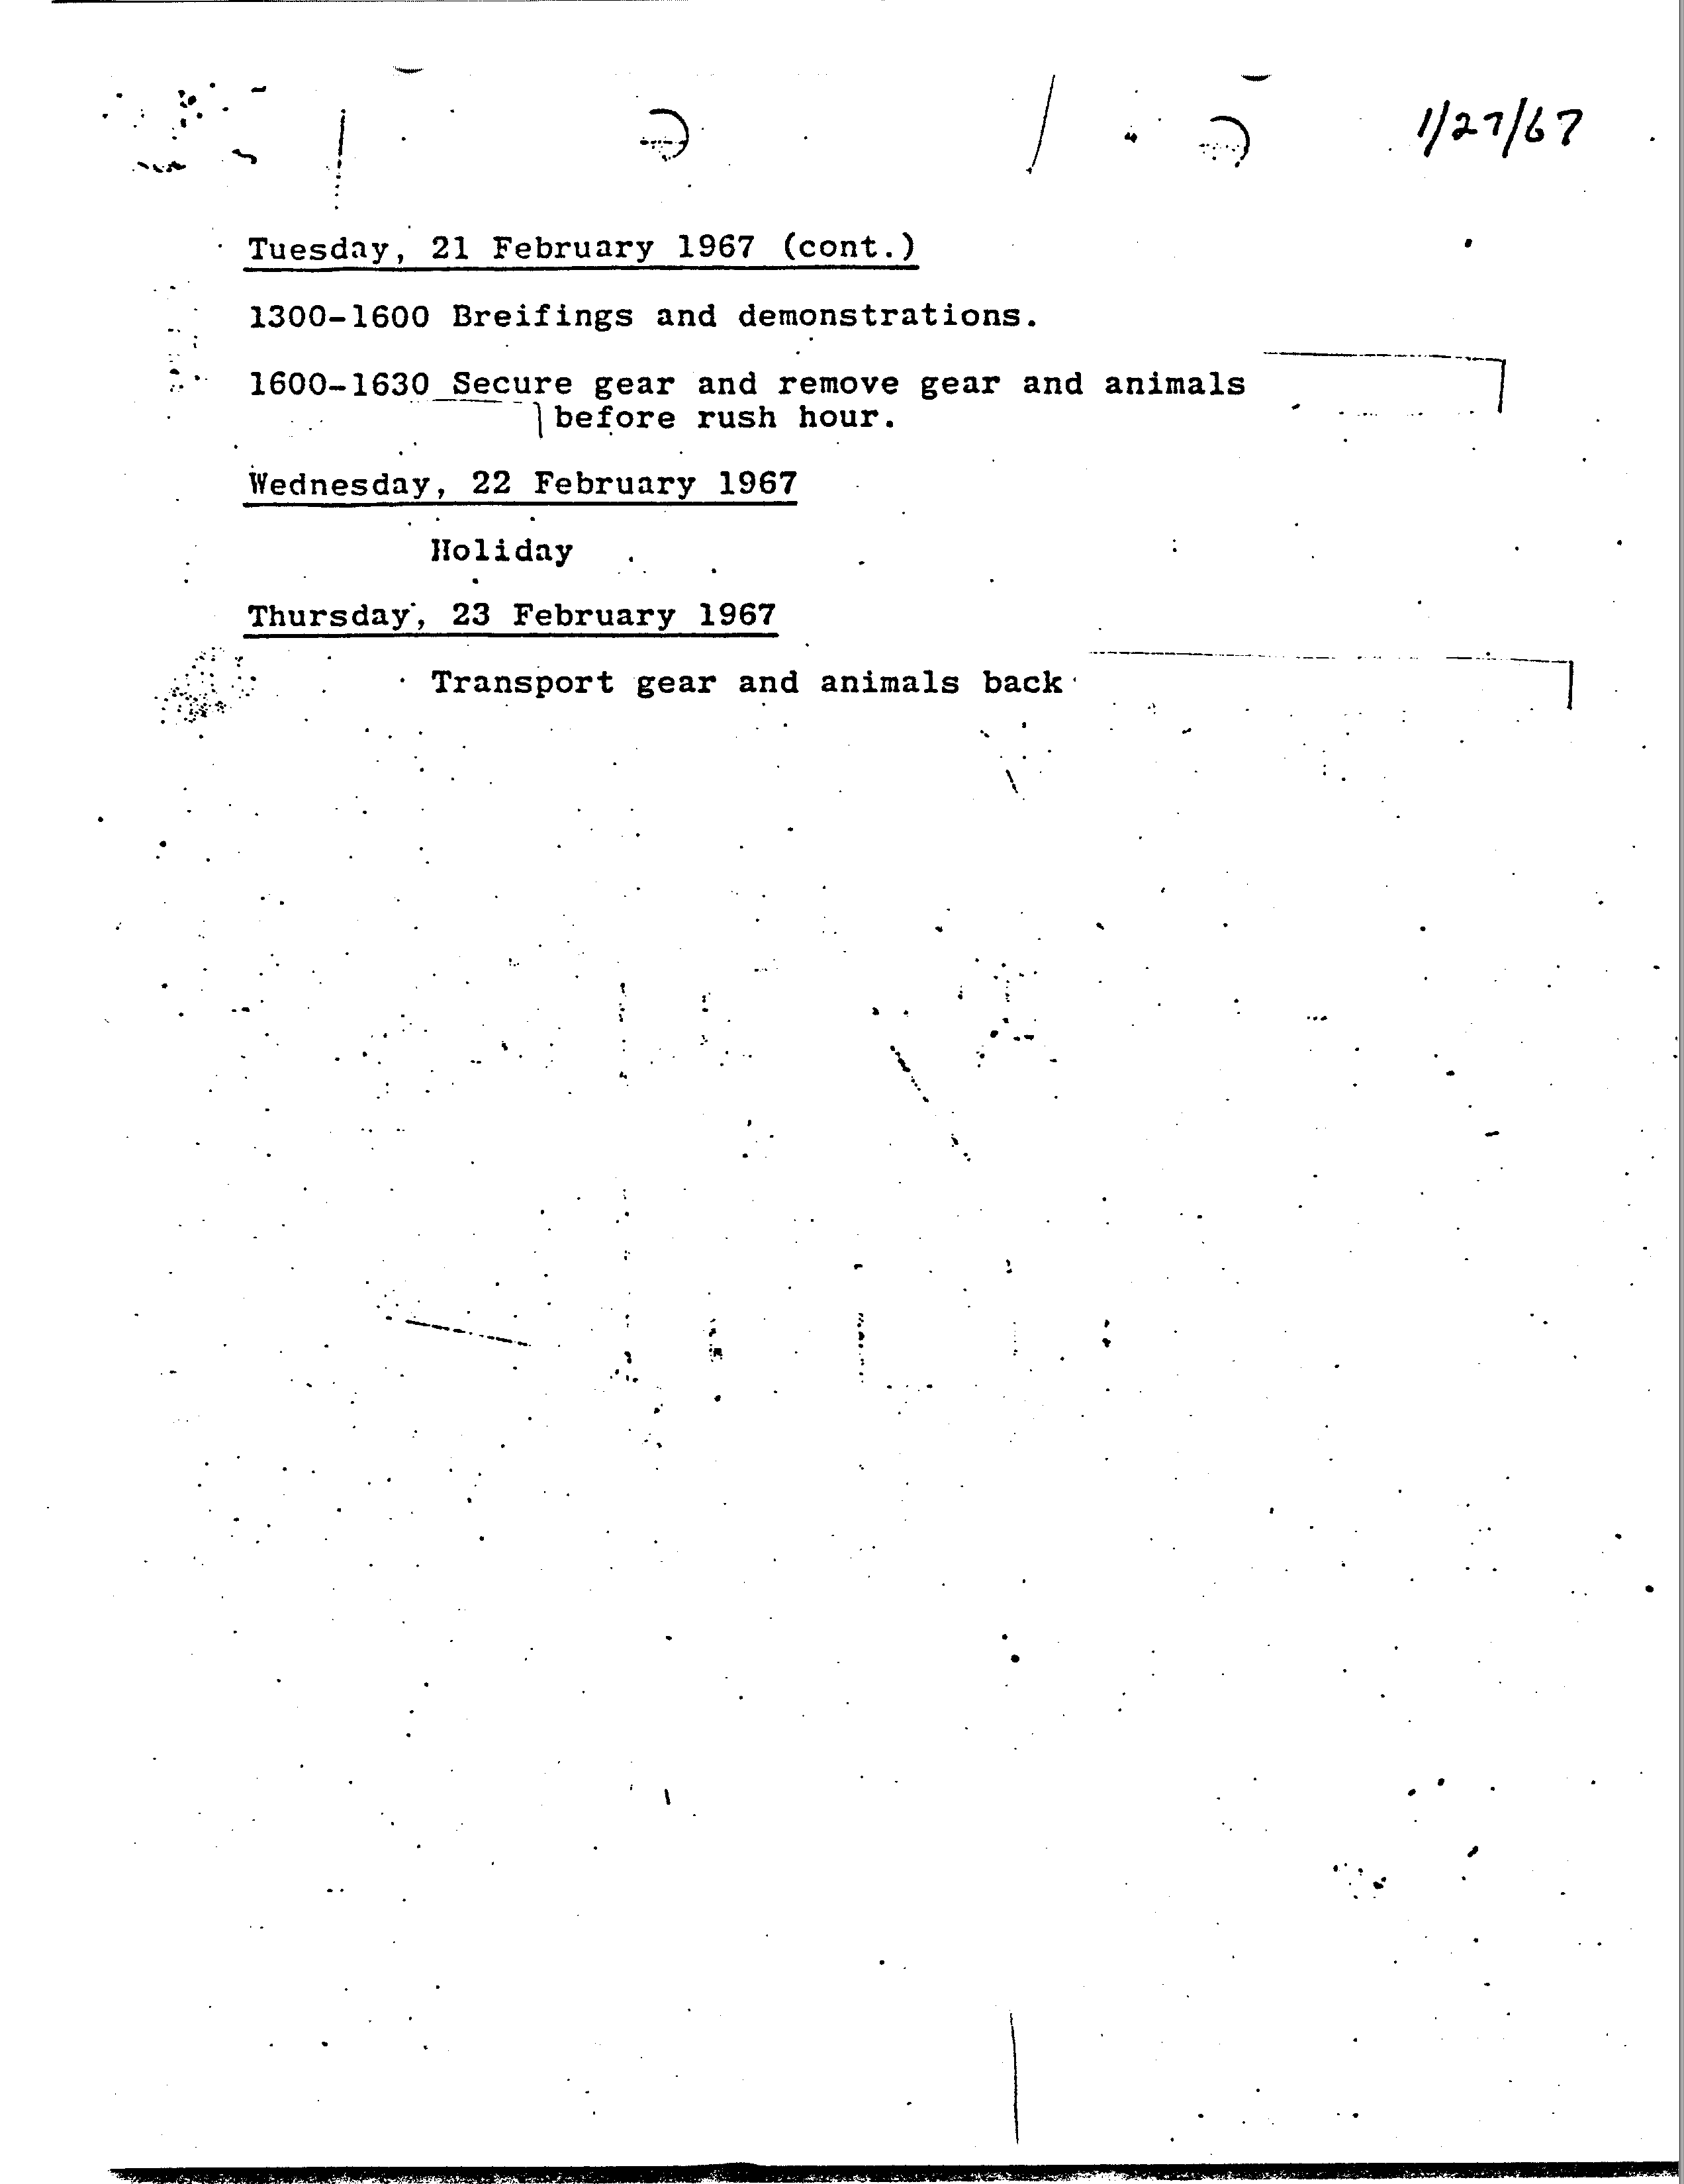 1/27/67
Tuesday, 21 February 1967 (cont.)
1300-1600 Breifings and demonstrations.
1600-1630 Secure gear and remove gear and animals
before rush hour.
Wednesday, 22 February 1967
Holiday
Thursday, 23 February 1967
Transport gear and animals back